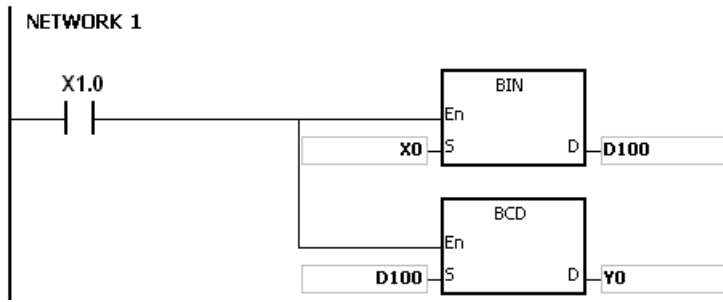 NETWORK 1
X1.0
BIN
En
X0 S D D100
BCD
En
D100 S D Y0